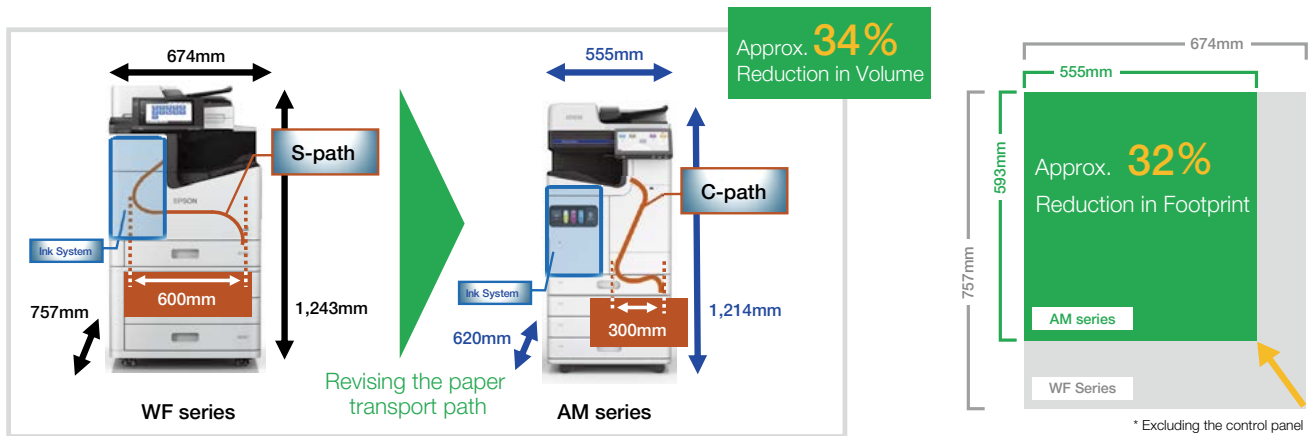 Approx. 34%
Reduction in Volume
674mm
S-path
EPSON
Ink System
600mm
757mm
1,243mm
WF series
Revising the paper
transport path
555mm
EPSON
C-path
Ink System
300mm
620mm
1,214mm
AM series
674mm
555mm
757mm
593mm
Approx. 32%
Reduction in Footprint
AM series
WF Series
* Excluding the control panel